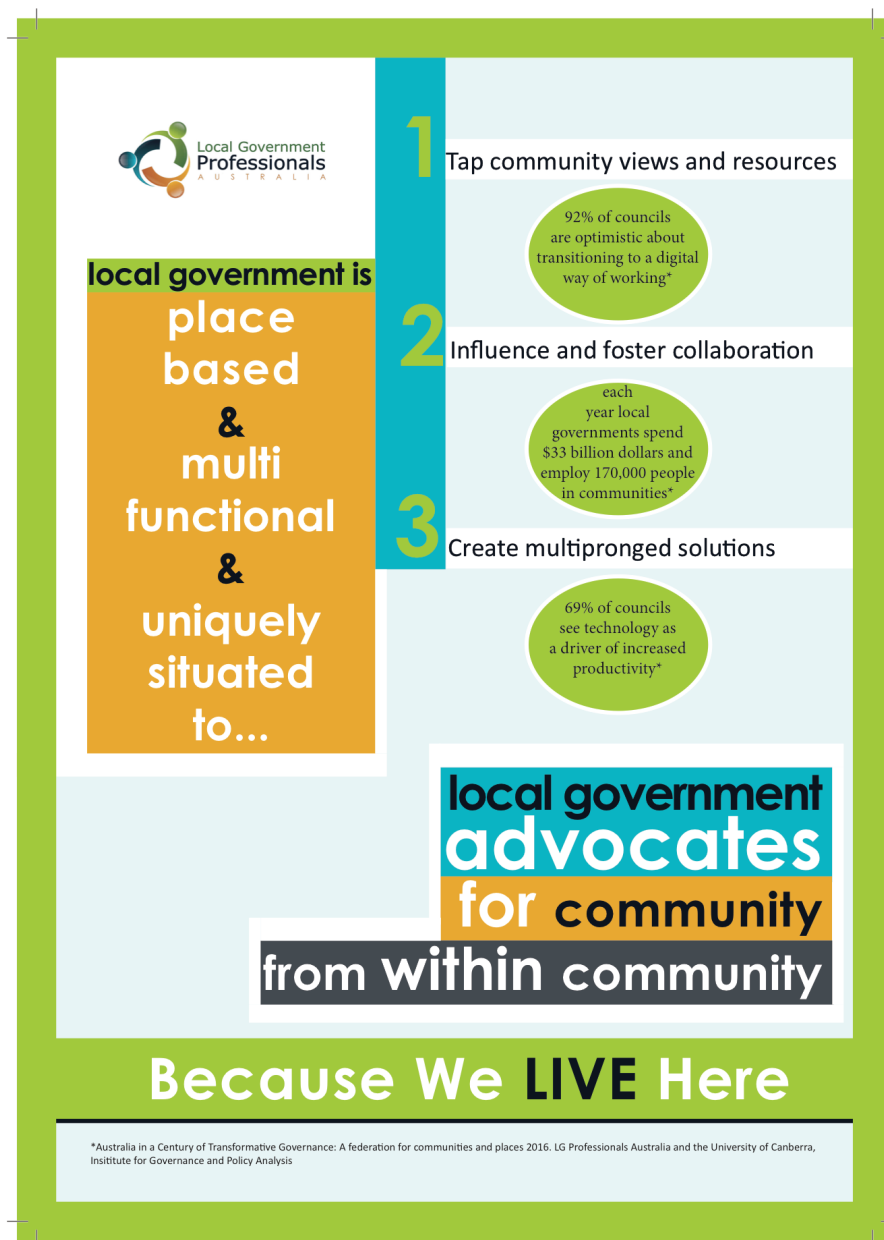 Local Government
Professionals
AUSTRALIA
local government is
place
based
&
multi
functional
&
uniquely
situated
to...
1
Tap community views and resources
92% of councils
are optimistic about
transitioning to a digital
way of working*
2
Influence and foster collaboration
each
year local
governments spend
$33 billion dollars and
employ 170,000 people
in communities*
3
Create multipronged solutions
69% of councils
see technology as
a driver of increased
productivity*
local government
advocates
for community
from within community
Because We LIVE Here
*Australia in a Century of Transformative Governance: A federation for communities and places 2016. LG Professionals Australia and the University of Canberra,
Insititute for Governance and Policy Analysis